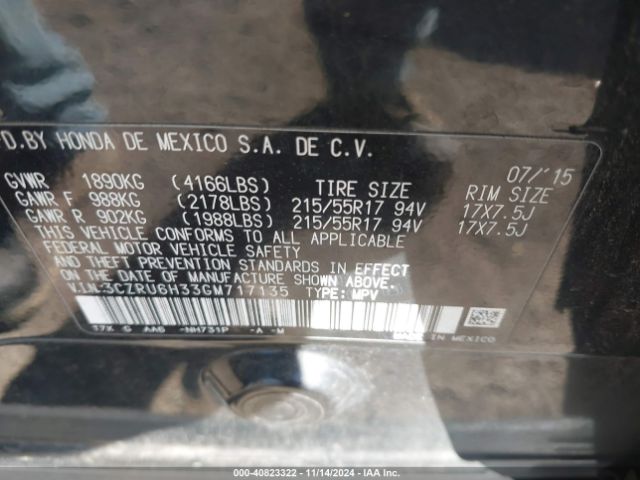 D.BY HONDA DE MEXICO S.A. DE C.V.
07/'15
GVWR 1890KG (4166LBS) TIRE SIZE RIM SIZE
GAWR F 988KG (2178LBS) 215/55R17 94V 17X7.5J
GAWR R 902KG (1988LBS) 215/55R17 94V 17X7.5J
THIS VEHICLE CONFORMS TO ALL APPLICABLE
FEDERAL MOTOR VEHICLE SAFETY
AND THEFT PREVENTION STANDARDS IN EFFECT
ON THE DATE OF MANUFACTURE SHOWN ABOVE.
V.I.N:3CZRU6H33GM717135 TYPE: MPV
T7X G AA6 -NH731P -A -M
IN MEXICO
000-40823322 - 11/14/2024 - IAA Inc.